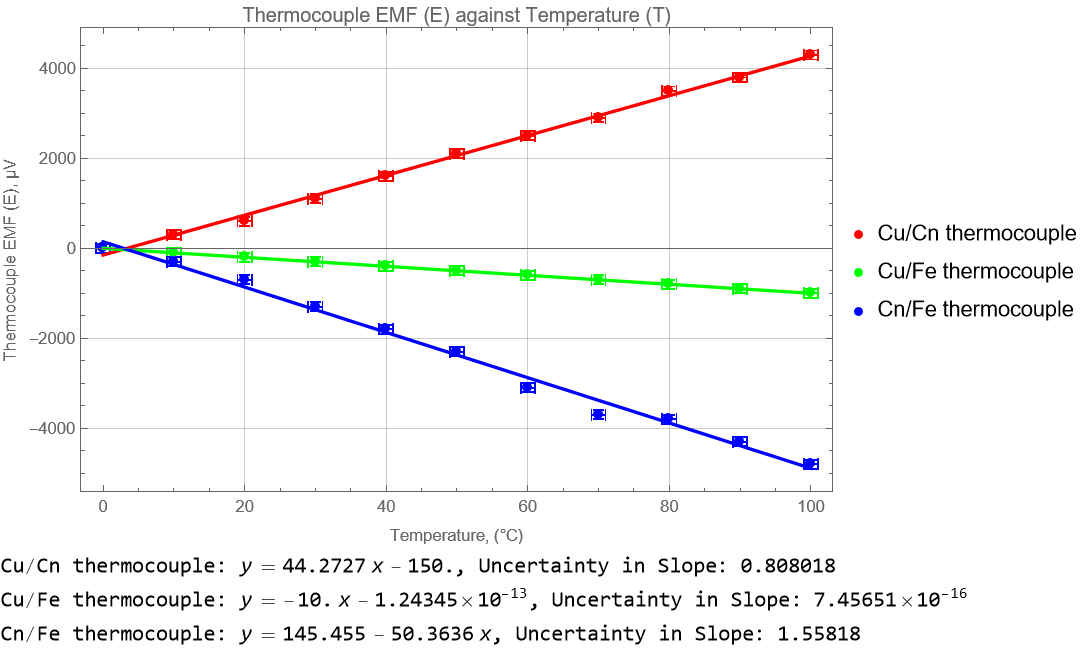 Thermocouple EMF (E) against Temperature (T)
Thermocouple EMF (E), μV
4000
2000
0
−2000
−4000
0 20 40 60 80 100
Temperature, (°C)
Cu/Cn thermocouple
Cu/Fe thermocouple
Cn/Fe thermocouple
Cu/Cn thermocouple: y = 44.2727 x − 150., Uncertainty in Slope: 0.808018
Cu/Fe thermocouple: y = −10. x − 1.24345×10⁻¹³, Uncertainty in Slope: 7.45651×10⁻¹⁶
Cn/Fe thermocouple: y = 145.455 − 50.3636 x, Uncertainty in Slope: 1.55818